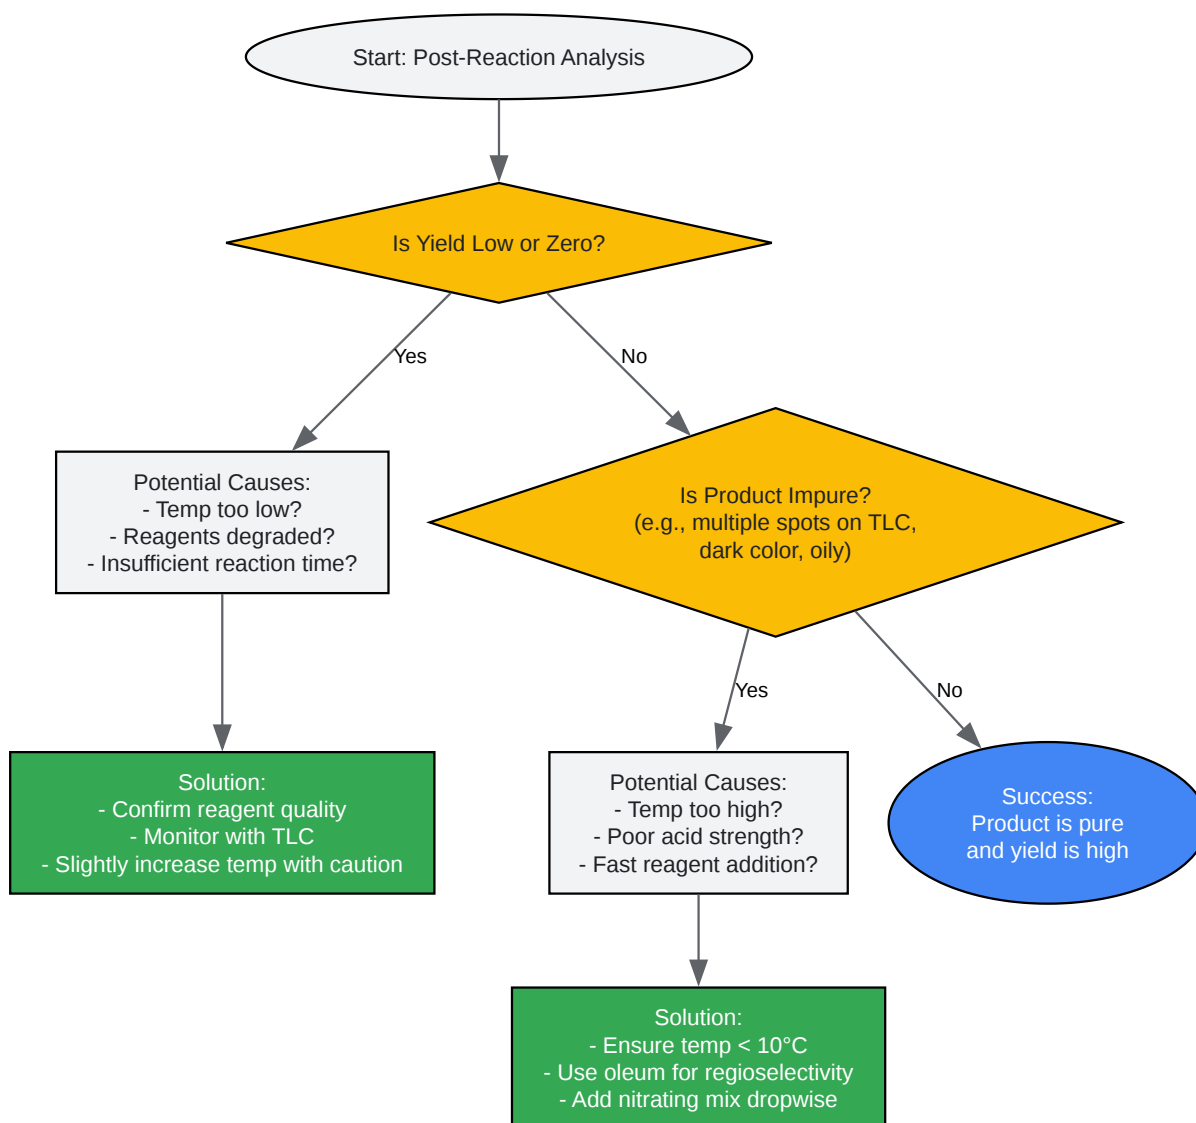 Start: Post-Reaction Analysis
Is Yield Low or Zero?
Yes
No
Potential Causes:
- Temp too low?
- Reagents degraded?
- Insufficient reaction time?
Is Product Impure?
(e.g., multiple spots on TLC,
dark color, oily)
Yes
No
Solution:
- Confirm reagent quality
- Monitor with TLC
- Slightly increase temp with caution
Potential Causes:
- Temp too high?
- Poor acid strength?
- Fast reagent addition?
Success:
Product is pure
and yield is high
Solution:
- Ensure temp < 10°C
- Use oleum for regioselectivity
- Add nitrating mix dropwise